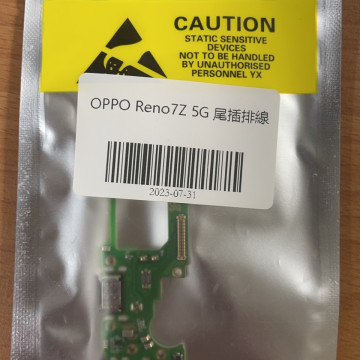 CAUTION
STATIC SENSITIVE
DEVICES
NOT TO BE HANDLED
BY UNAUTHORISED
PERSONNEL YX
OPPO Reno7Z 5G 尾插排線
2023-07-31